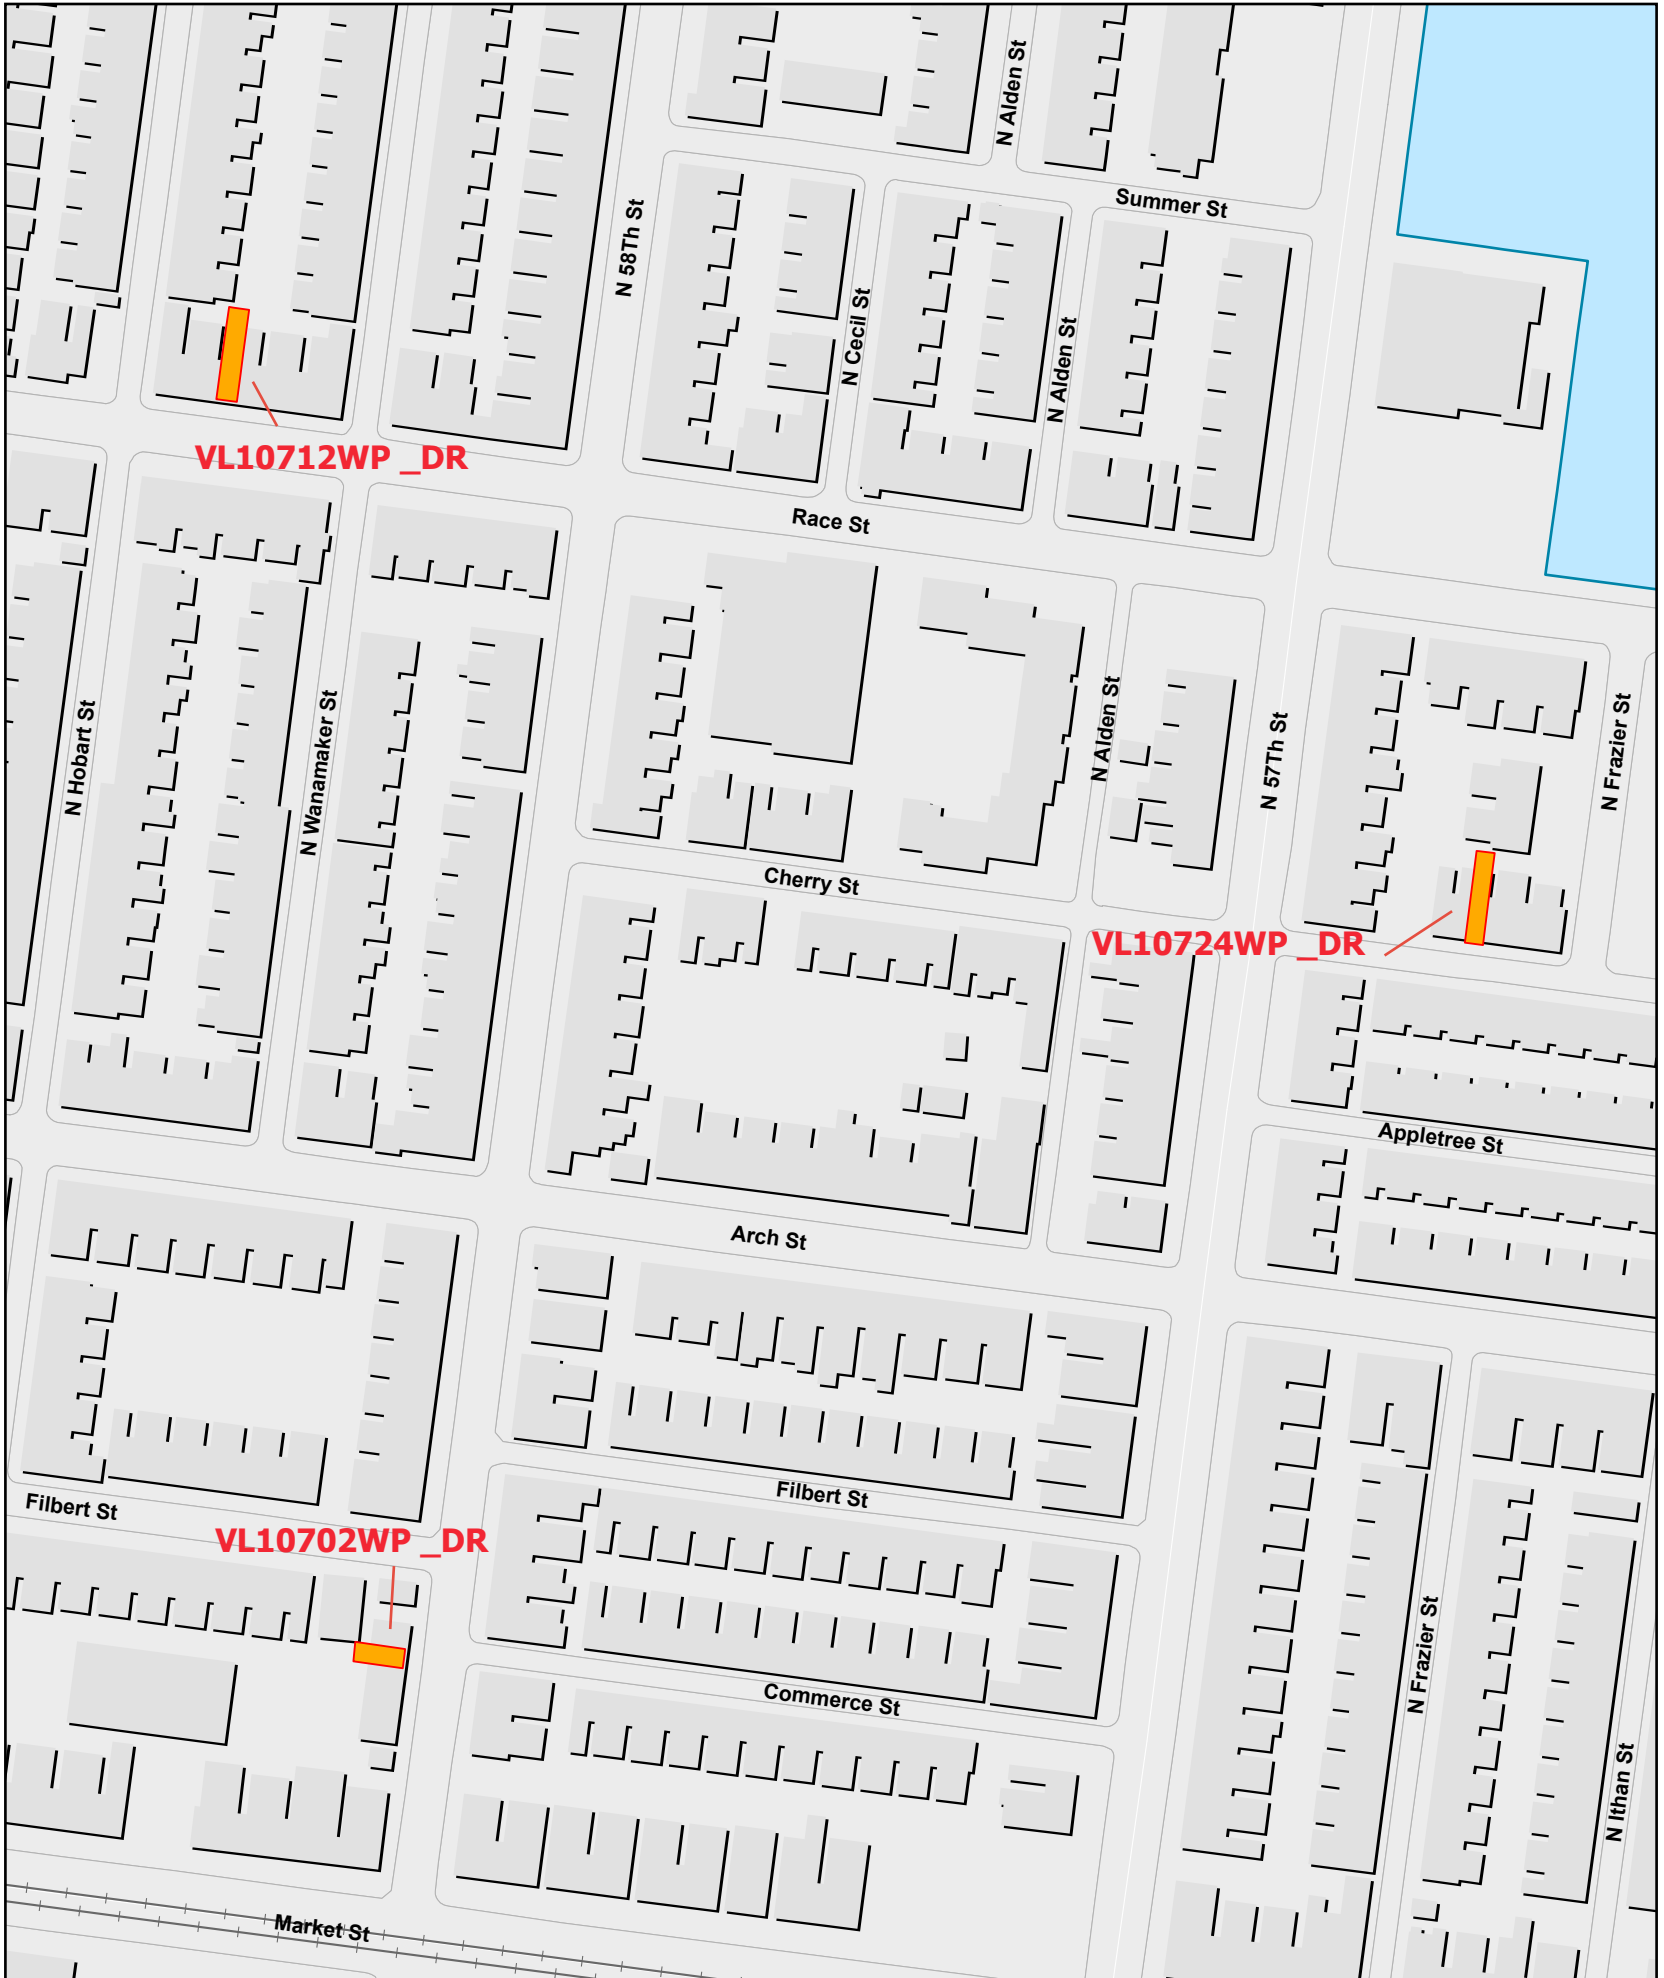 N Alden St
Summer St
N 58Th St
N Cecil St
N Alden St
VL10712WP _DR
Race St
N Hobart St
N Wanamaker St
N Alden St
N 57Th St
N Frazier St
Cherry St
VL10724WP _DR
Appletree St
Arch St
Filbert St
Filbert St
VL10702WP _DR
Commerce St
N Frazier St
N Ithan St
Market St